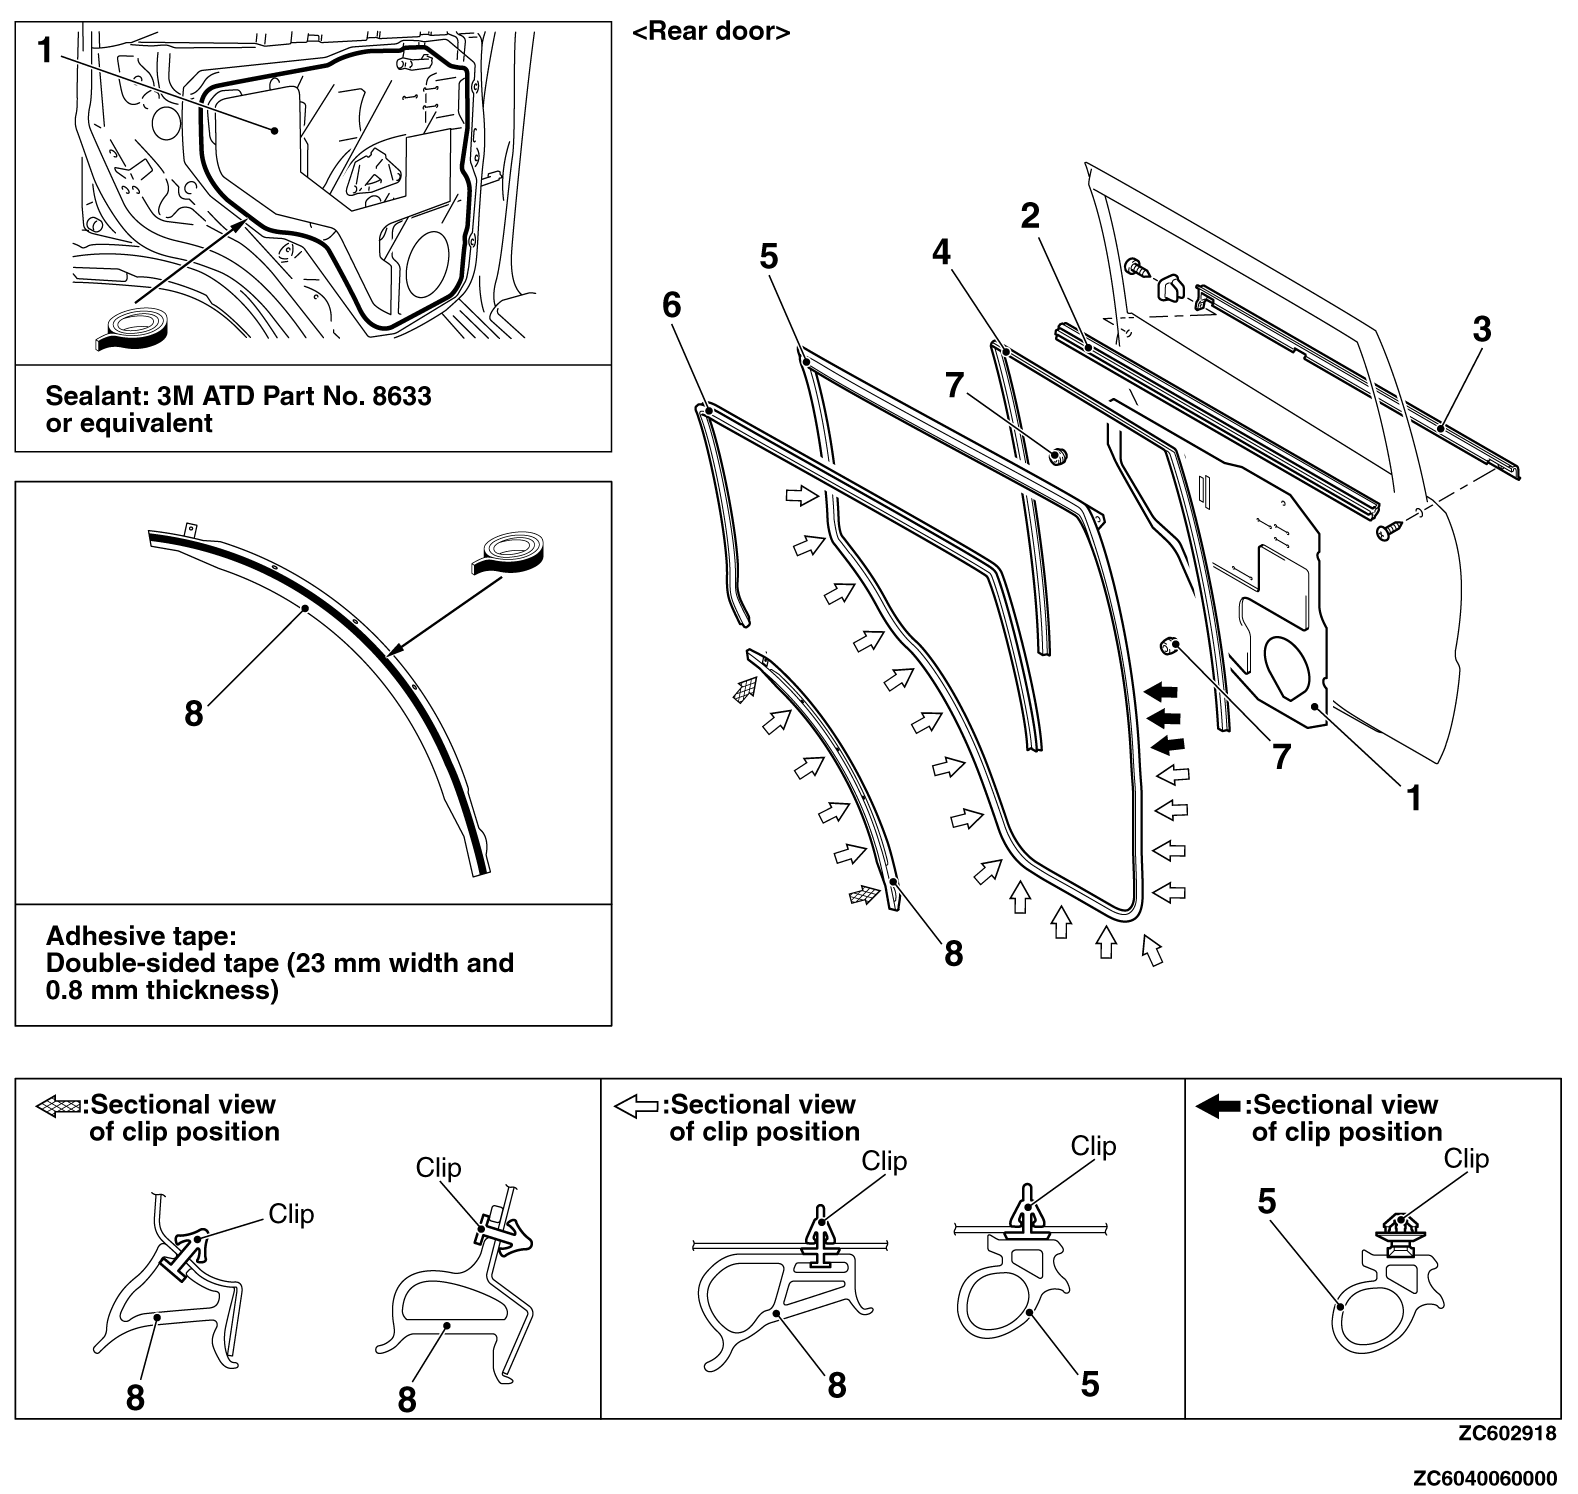 <Rear door>
1
Sealant: 3M ATD Part No. 8633
or equivalent
8
Adhesive tape:
Double-sided tape (23 mm width and
0.8 mm thickness)
2
4
5
6
3
7
7
1
8
:Sectional view
of clip position
Clip
Clip
8
8
:Sectional view
of clip position
Clip
Clip
8
5
:Sectional view
of clip position
Clip
5
ZC602918
ZC6040060000